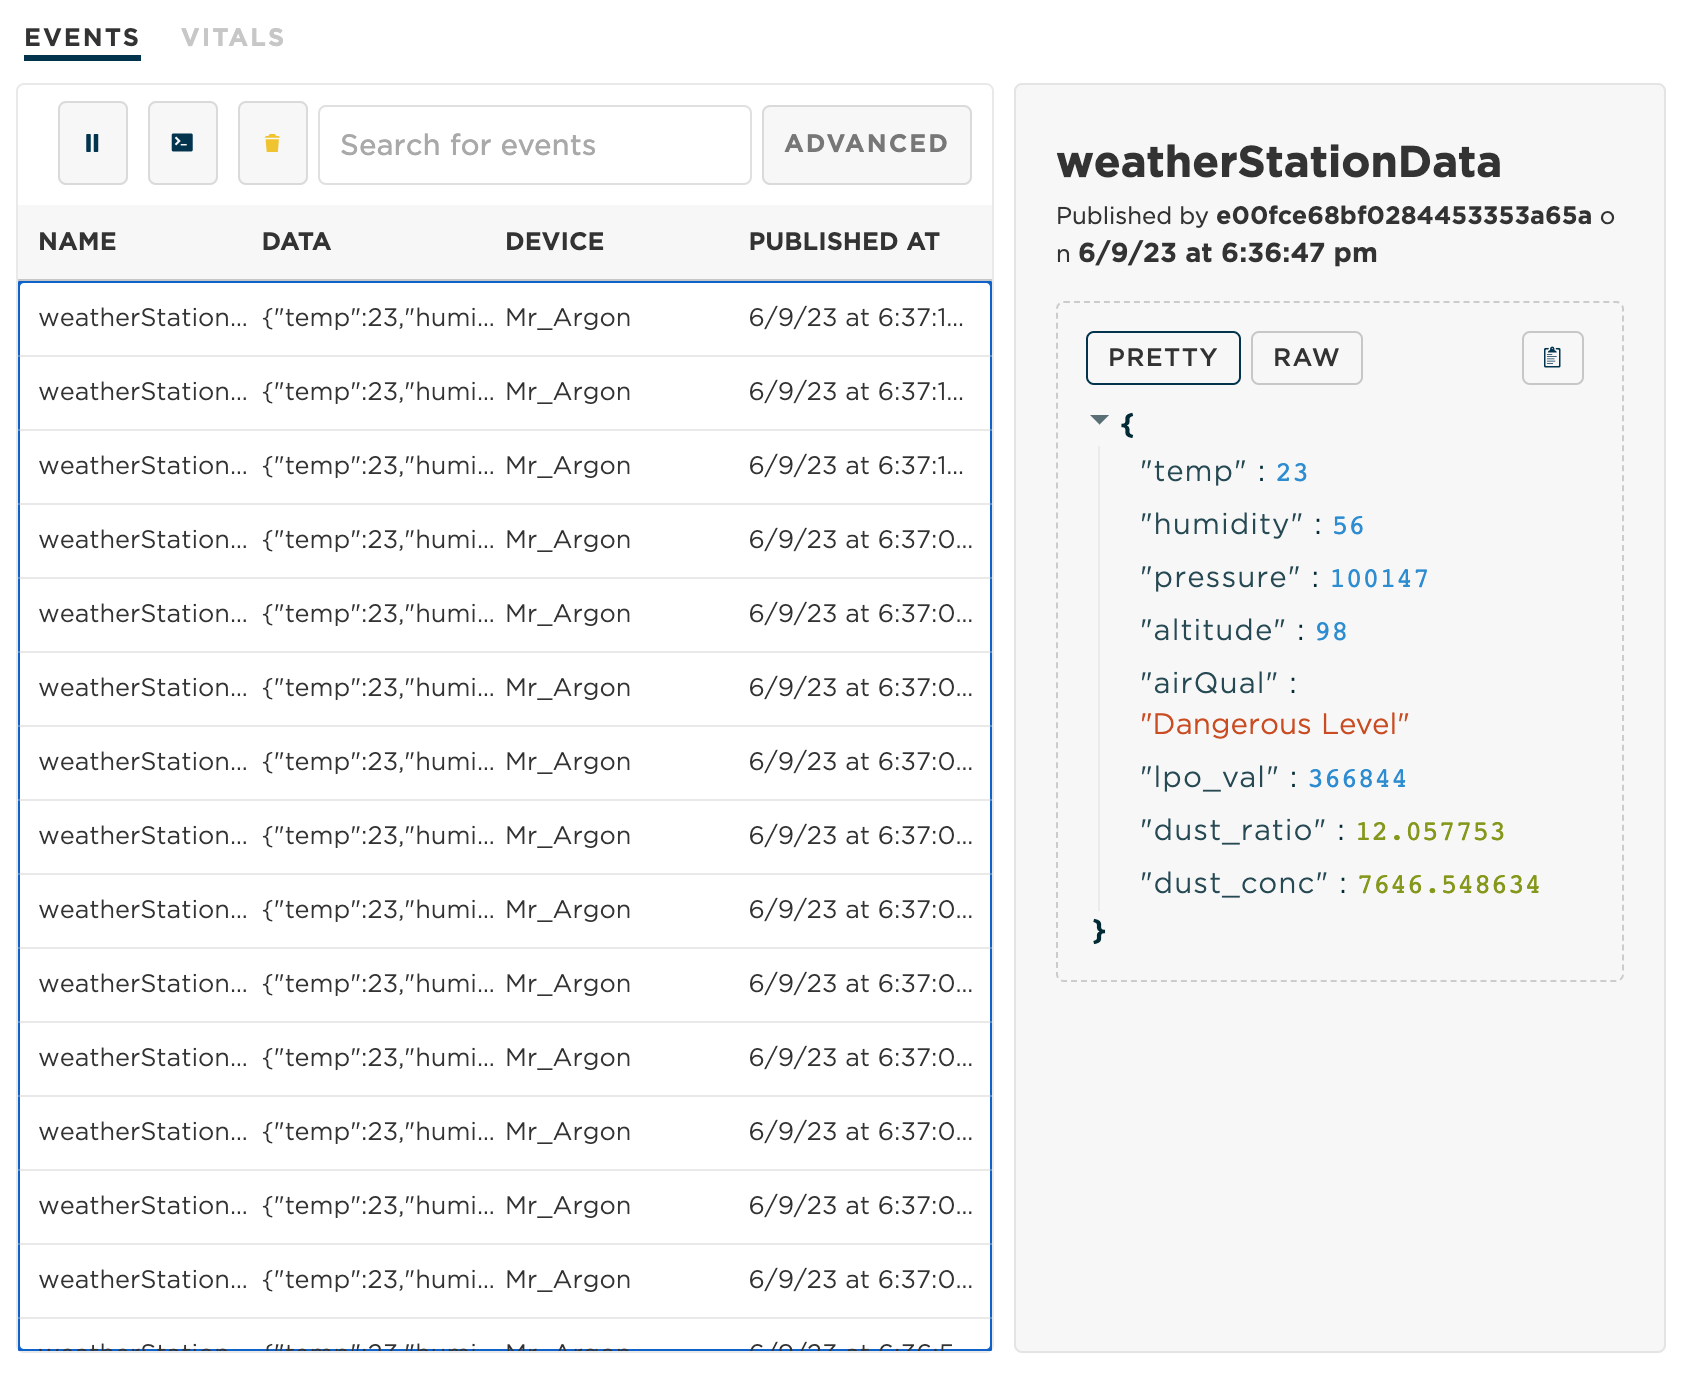 EVENTS VITALS
Search for events ADVANCED
NAME DATA DEVICE PUBLISHED AT
weatherStation... {"temp":23,"humi... Mr_Argon 6/9/23 at 6:37:1...
weatherStation... {"temp":23,"humi... Mr_Argon 6/9/23 at 6:37:1...
weatherStation... {"temp":23,"humi... Mr_Argon 6/9/23 at 6:37:1...
weatherStation... {"temp":23,"humi... Mr_Argon 6/9/23 at 6:37:0...
weatherStation... {"temp":23,"humi... Mr_Argon 6/9/23 at 6:37:0...
weatherStation... {"temp":23,"humi... Mr_Argon 6/9/23 at 6:37:0...
weatherStation... {"temp":23,"humi... Mr_Argon 6/9/23 at 6:37:0...
weatherStation... {"temp":23,"humi... Mr_Argon 6/9/23 at 6:37:0...
weatherStation... {"temp":23,"humi... Mr_Argon 6/9/23 at 6:37:0...
weatherStation... {"temp":23,"humi... Mr_Argon 6/9/23 at 6:37:0...
weatherStation... {"temp":23,"humi... Mr_Argon 6/9/23 at 6:37:0...
weatherStation... {"temp":23,"humi... Mr_Argon 6/9/23 at 6:37:0...
weatherStation... {"temp":23,"humi... Mr_Argon 6/9/23 at 6:37:0...
weatherStation... {"temp":23,"humi... Mr_Argon 6/9/23 at 6:37:0...
weatherStationData
Published by e00fce68bf0284453353a65a o
n 6/9/23 at 6:36:47 pm
PRETTY RAW
{
"temp" : 23
"humidity" : 56
"pressure" : 100147
"altitude" : 98
"airQual" :
"Dangerous Level"
"lpo_val" : 366844
"dust_ratio" : 12.057753
"dust_conc" : 7646.548634
}